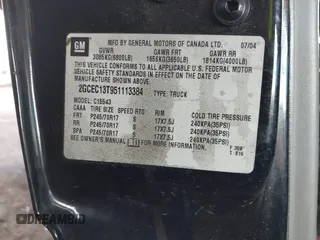 GM
MFD BY GENERAL MOTORS OF CANADA LTD. 07/04
GVWR GAWR FRT GAWR RR
3085KG(6800LB) 1656KG(3650LB) 1814KG(4000LB)
THIS VEHICLE CONFORMS TO ALL APPLICABLE U.S. FEDERAL
MOTOR VEHICLE SAFETY STANDARDS IN EFFECT ON THE DATE
OF MANUFACTURE SHOWN ABOVE.
2GCEC13T951113384 TYPE: TRUCK
MODEL: C15543
TIRE SIZE SPEED RTG RIM COLD TIRE PRESSURE
FRT P245/70R17 S 17X7.5J 240KPA(35PSI)
RR P245/70R17 S 17X7.5J 240KPA(35PSI)
SPA P245/70R17 S 17X7.5J 240KPA(35PSI)
SEE OWNER'S MANUAL FOR ADDITIONAL INFORMATION
DREAMBID